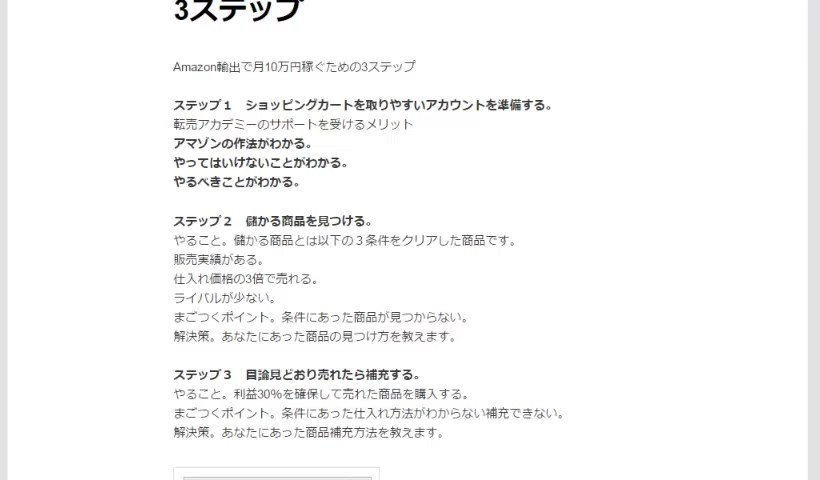 3ステップ
Amazon輸出で月10万円稼ぐための3ステップ
ステップ１　ショッピングカートを取りやすいアカウントを準備する。
転売アカデミーのサポートを受けるメリット
アマゾンの作法がわかる。
やってはいけないことがわかる。
やるべきことがわかる。
ステップ２　儲かる商品を見つける。
やること。儲かる商品とは以下の３条件をクリアした商品です。
販売実績がある。
仕入れ価格の3倍で売れる。
ライバルが少ない。
まごつくポイント。条件にあった商品が見つからない。
解決策。あなたにあった商品の見つけ方を教えます。
ステップ３　目論見どおり売れたら補充する。
やること。利益30%を確保して売れた商品を購入する。
まごつくポイント。条件にあった仕入れ方法がわからない補充できない。
解決策。あなたにあった商品補充方法を教えます。